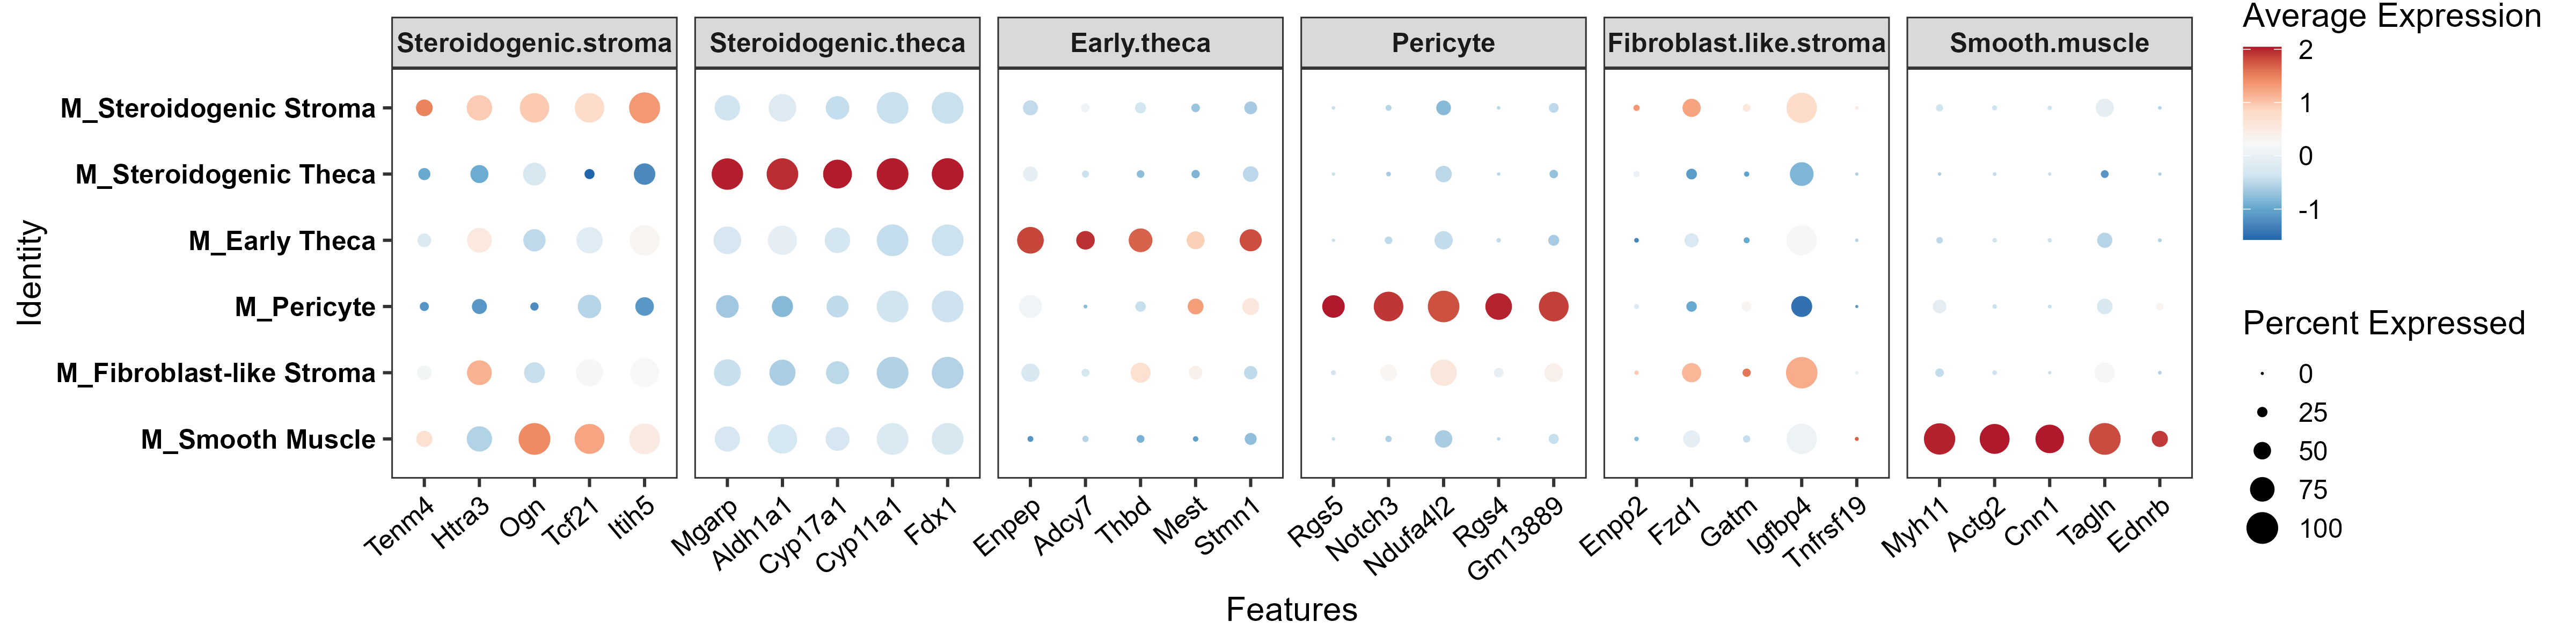 Steroidogenic.stroma
Steroidogenic.theca
Early.theca
Pericyte
Fibroblast.like.stroma
Smooth.muscle
Identity
M_Steroidogenic Stroma
M_Steroidogenic Theca
M_Early Theca
M_Pericyte
M_Fibroblast-like Stroma
M_Smooth Muscle
Tenm4
Htra3
Ogn
Tcf21
Itih5
Mgarp
Aldh1a1
Cyp17a1
Cyp11a1
Fdx1
Enpep
Adcy7
Thbd
Mest
Stmn1
Rgs5
Notch3
Ndufa4l2
Rgs4
Gm13889
Enpp2
Fzd1
Gatm
Igfbp4
Tnfrsf19
Myh11
Actg2
Cnn1
Tagln
Ednrb
Features
Average Expression
2
1
0
-1
Percent Expressed
0
25
50
75
100